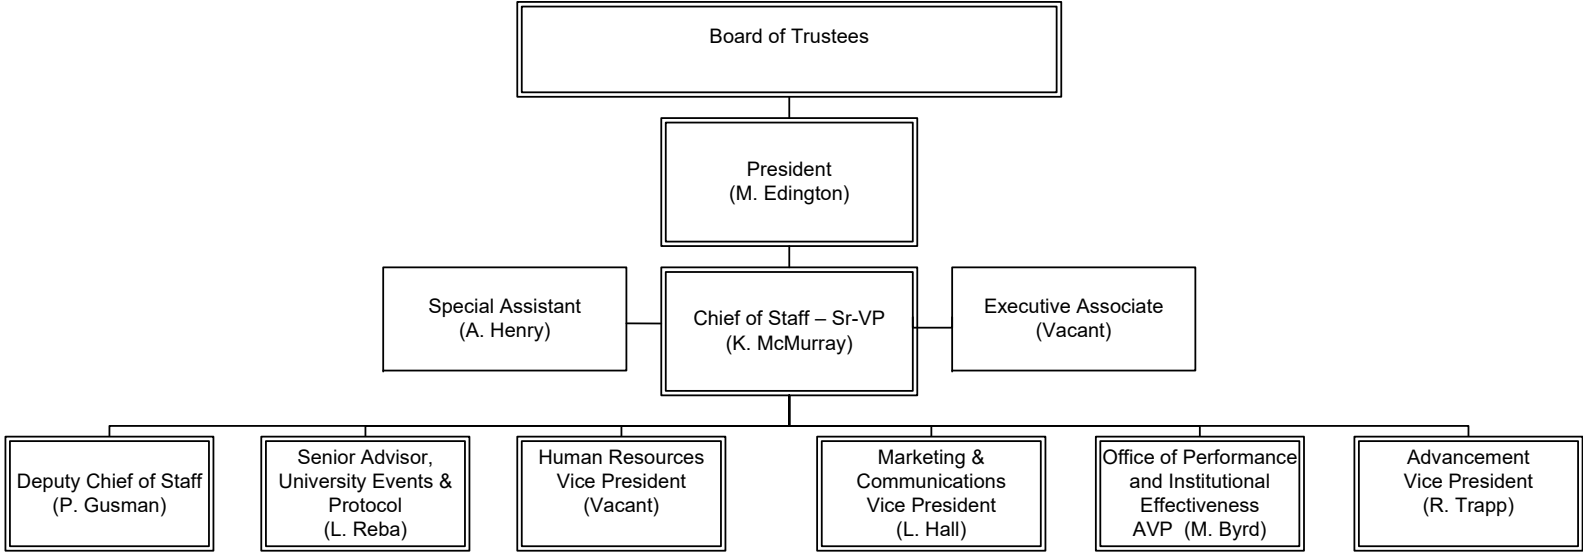 Board of Trustees
President
(M. Edington)
Special Assistant
(A. Henry)
Chief of Staff – Sr-VP
(K. McMurray)
Executive Associate
(Vacant)
Deputy Chief of Staff
(P. Gusman)
Senior Advisor,
University Events &
Protocol
(L. Reba)
Human Resources
Vice President
(Vacant)
Marketing &
Communications
Vice President
(L. Hall)
Office of Performance
and Institutional
Effectiveness
AVP (M. Byrd)
Advancement
Vice President
(R. Trapp)